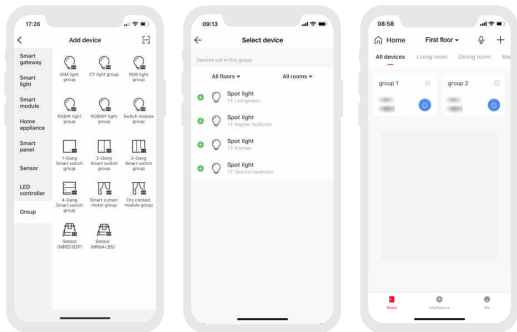 17:26
Add device
Smart
gateway
Smart
light
Smart
module
Home
appliance
Smart
panel
Sensor
LED
controller
Group
DIM light
group
CT light group
RGB light
group
RGBW light
group
RGBWY light
group
Switch module
group
1-Gang
Smart switch
group
2-Gang
Smart switch
group
3-Gang
Smart switch
group
4-Gang
Smart switch
group
Smart curtain
motor group
Dry contact
module group
Sensor
Sensor
09:13
Select device
Devices not in this group
All floors
All rooms
Spot light
1F Livingroom
Spot light
1F Master bedroom
Spot light
1F Kitchen
Spot light
1F Second bedroom
08:58
Home
First floor
All devices
Living room
Dining room
group 1
group 2
Room
Intelligence
Me